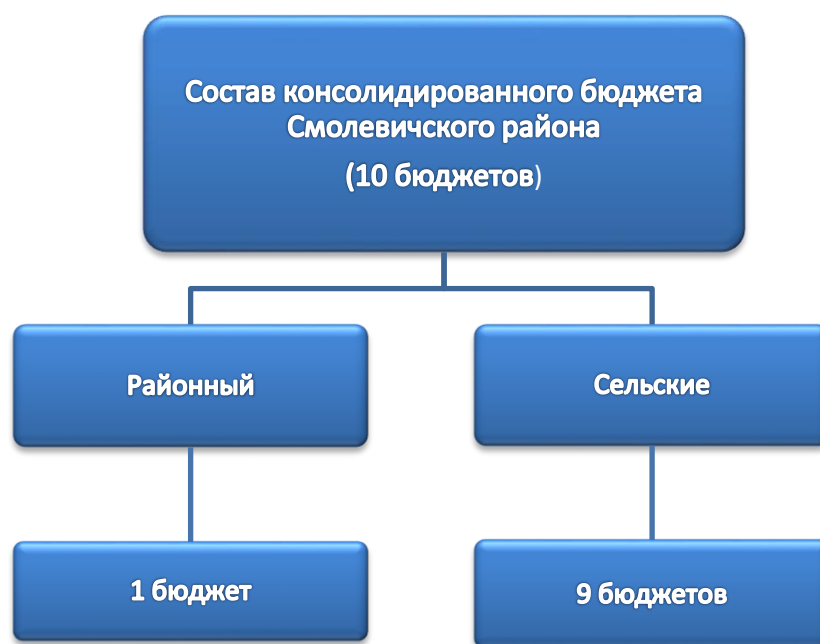 Состав консолидированного бюджета
Смолевичского района
(10 бюджетов)
Районный
Сельские
1 бюджет
9 бюджетов